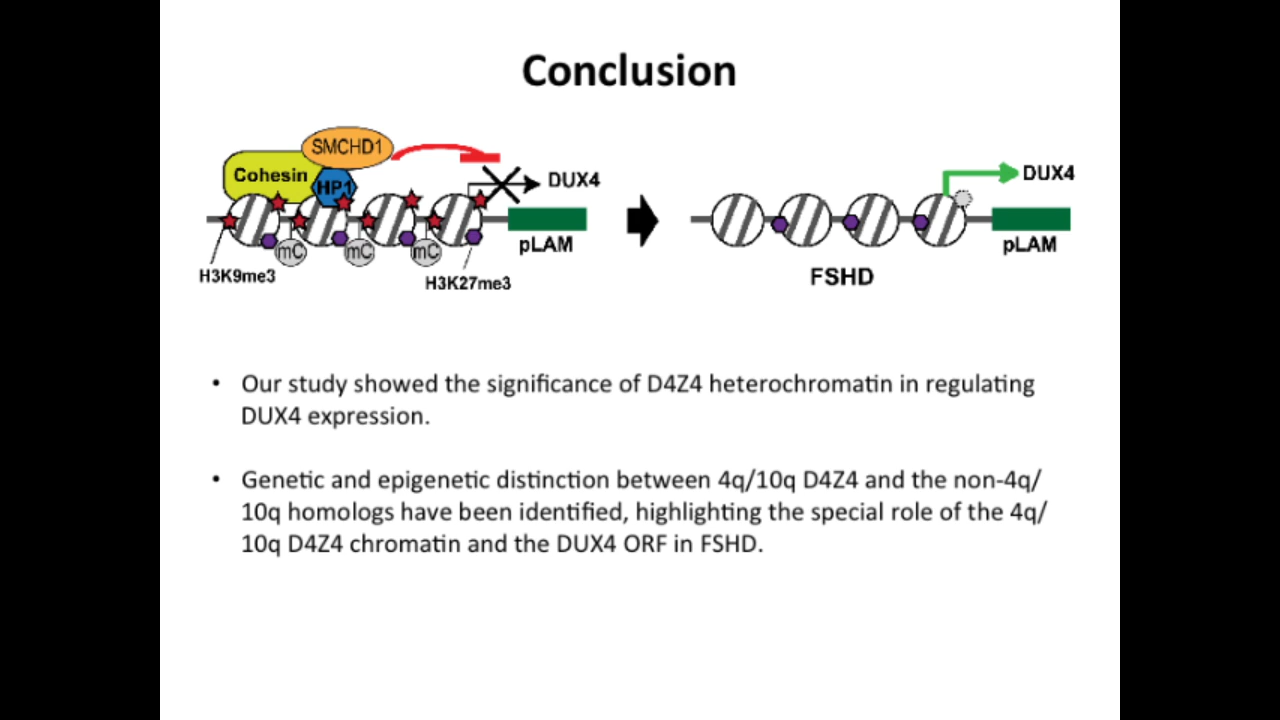 Conclusion
SMCHD1
Cohesin
HP1
DUX4
mC
mC
mC
pLAM
H3K9me3
H3K27me3
DUX4
pLAM
FSHD
• Our study showed the significance of D4Z4 heterochromatin in regulating
DUX4 expression.
• Genetic and epigenetic distinction between 4q/10q D4Z4 and the non-4q/
10q homologs have been identified, highlighting the special role of the 4q/
10q D4Z4 chromatin and the DUX4 ORF in FSHD.